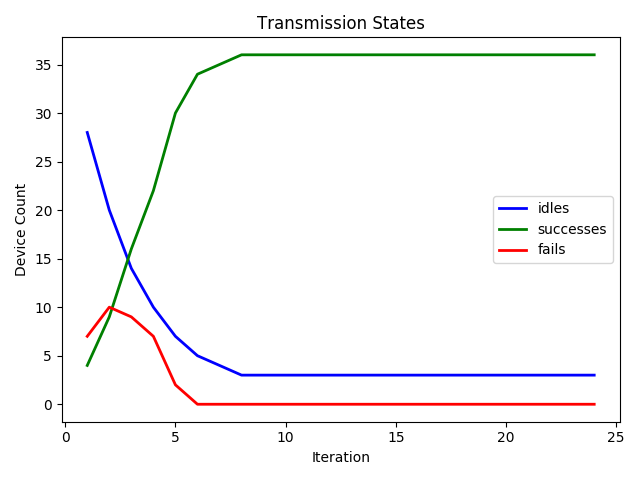 Transmission States
Device Count
35
30
25
20
15
10
5
0
idles
successes
fails
0 5 10 15 20 25
Iteration